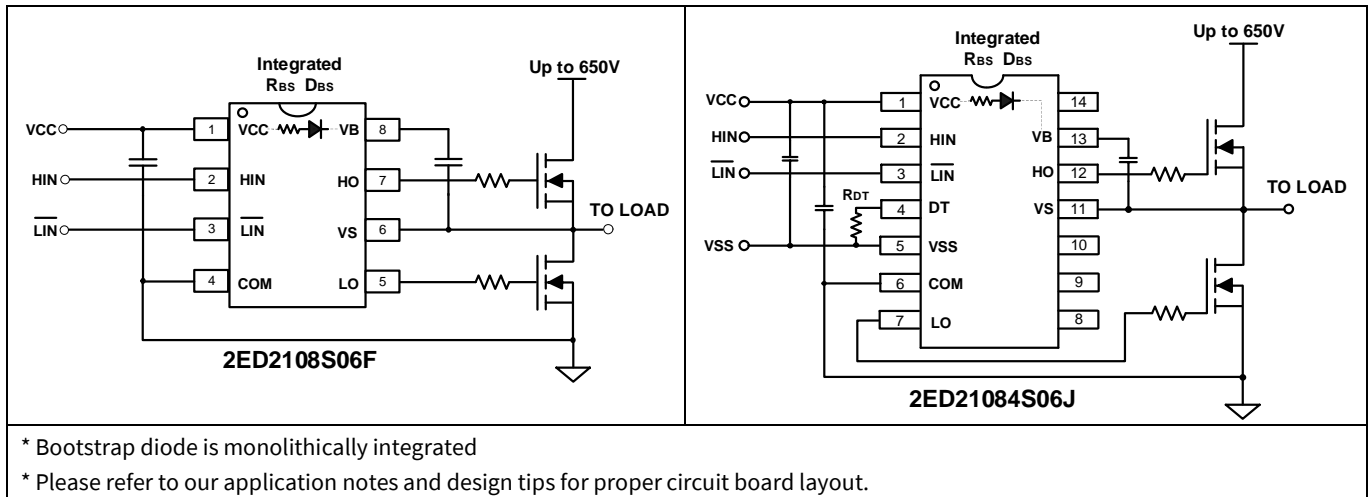 Integrated
RBS DBS
Up to 650V
VCC
1
VCC
VB
8
HIN
2
HIN
HO
7
TO LOAD
LIN
3
LIN
VS
6
4
COM
LO
5
2ED2108S06F
Integrated
RBS DBS
Up to 650V
VCC
1
VCC
14
HIN
2
HIN
VB
13
LIN
3
LIN
HO
12
TO LOAD
RDT
4
DT
VS
11
VSS
5
VSS
10
6
COM
9
7
LO
8
2ED21084S06J
* Bootstrap diode is monolithically integrated
* Please refer to our application notes and design tips for proper circuit board layout.